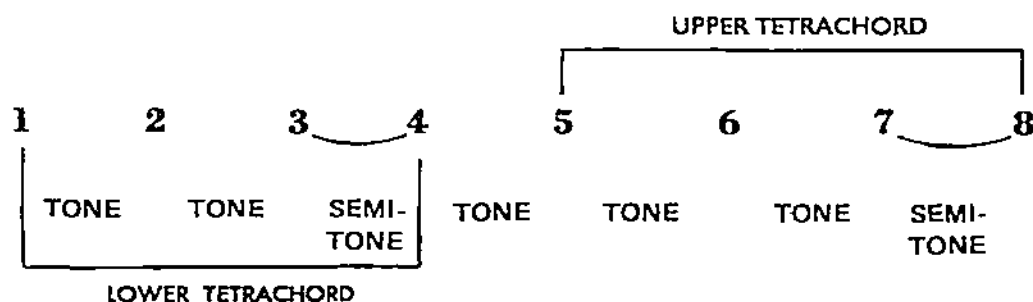 UPPER TETRACHORD
1 2 3 4 5 6 7 8
TONE TONE SEMI- TONE TONE TONE SEMI-
TONE TONE
LOWER TETRACHORD